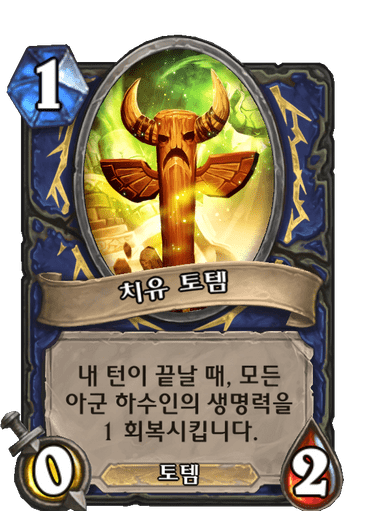 1
치유 토템
내 턴이 끝날 때, 모든
아군 하수인의 생명력을
1 회복시킵니다.
0
토템
2